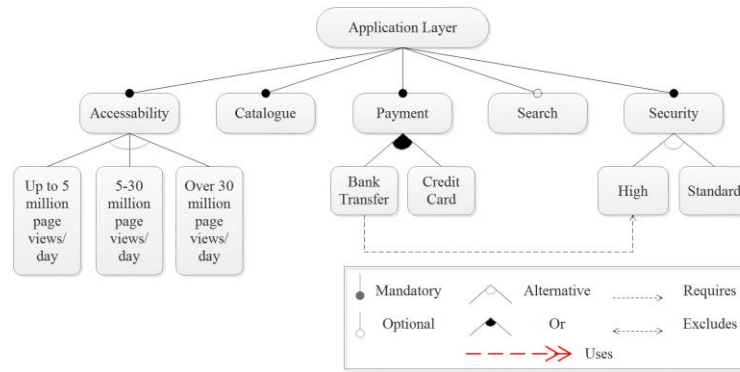 Application Layer
Accessability
Catalogue
Payment
Search
Security
Up to 5
million
page
views/
day
5-30
million
page
views/
day
Over 30
million
page
views/
day
Bank
Transfer
Credit
Card
High
Standard
Mandatory
Alternative
Requires
Optional
Or
Excludes
Uses